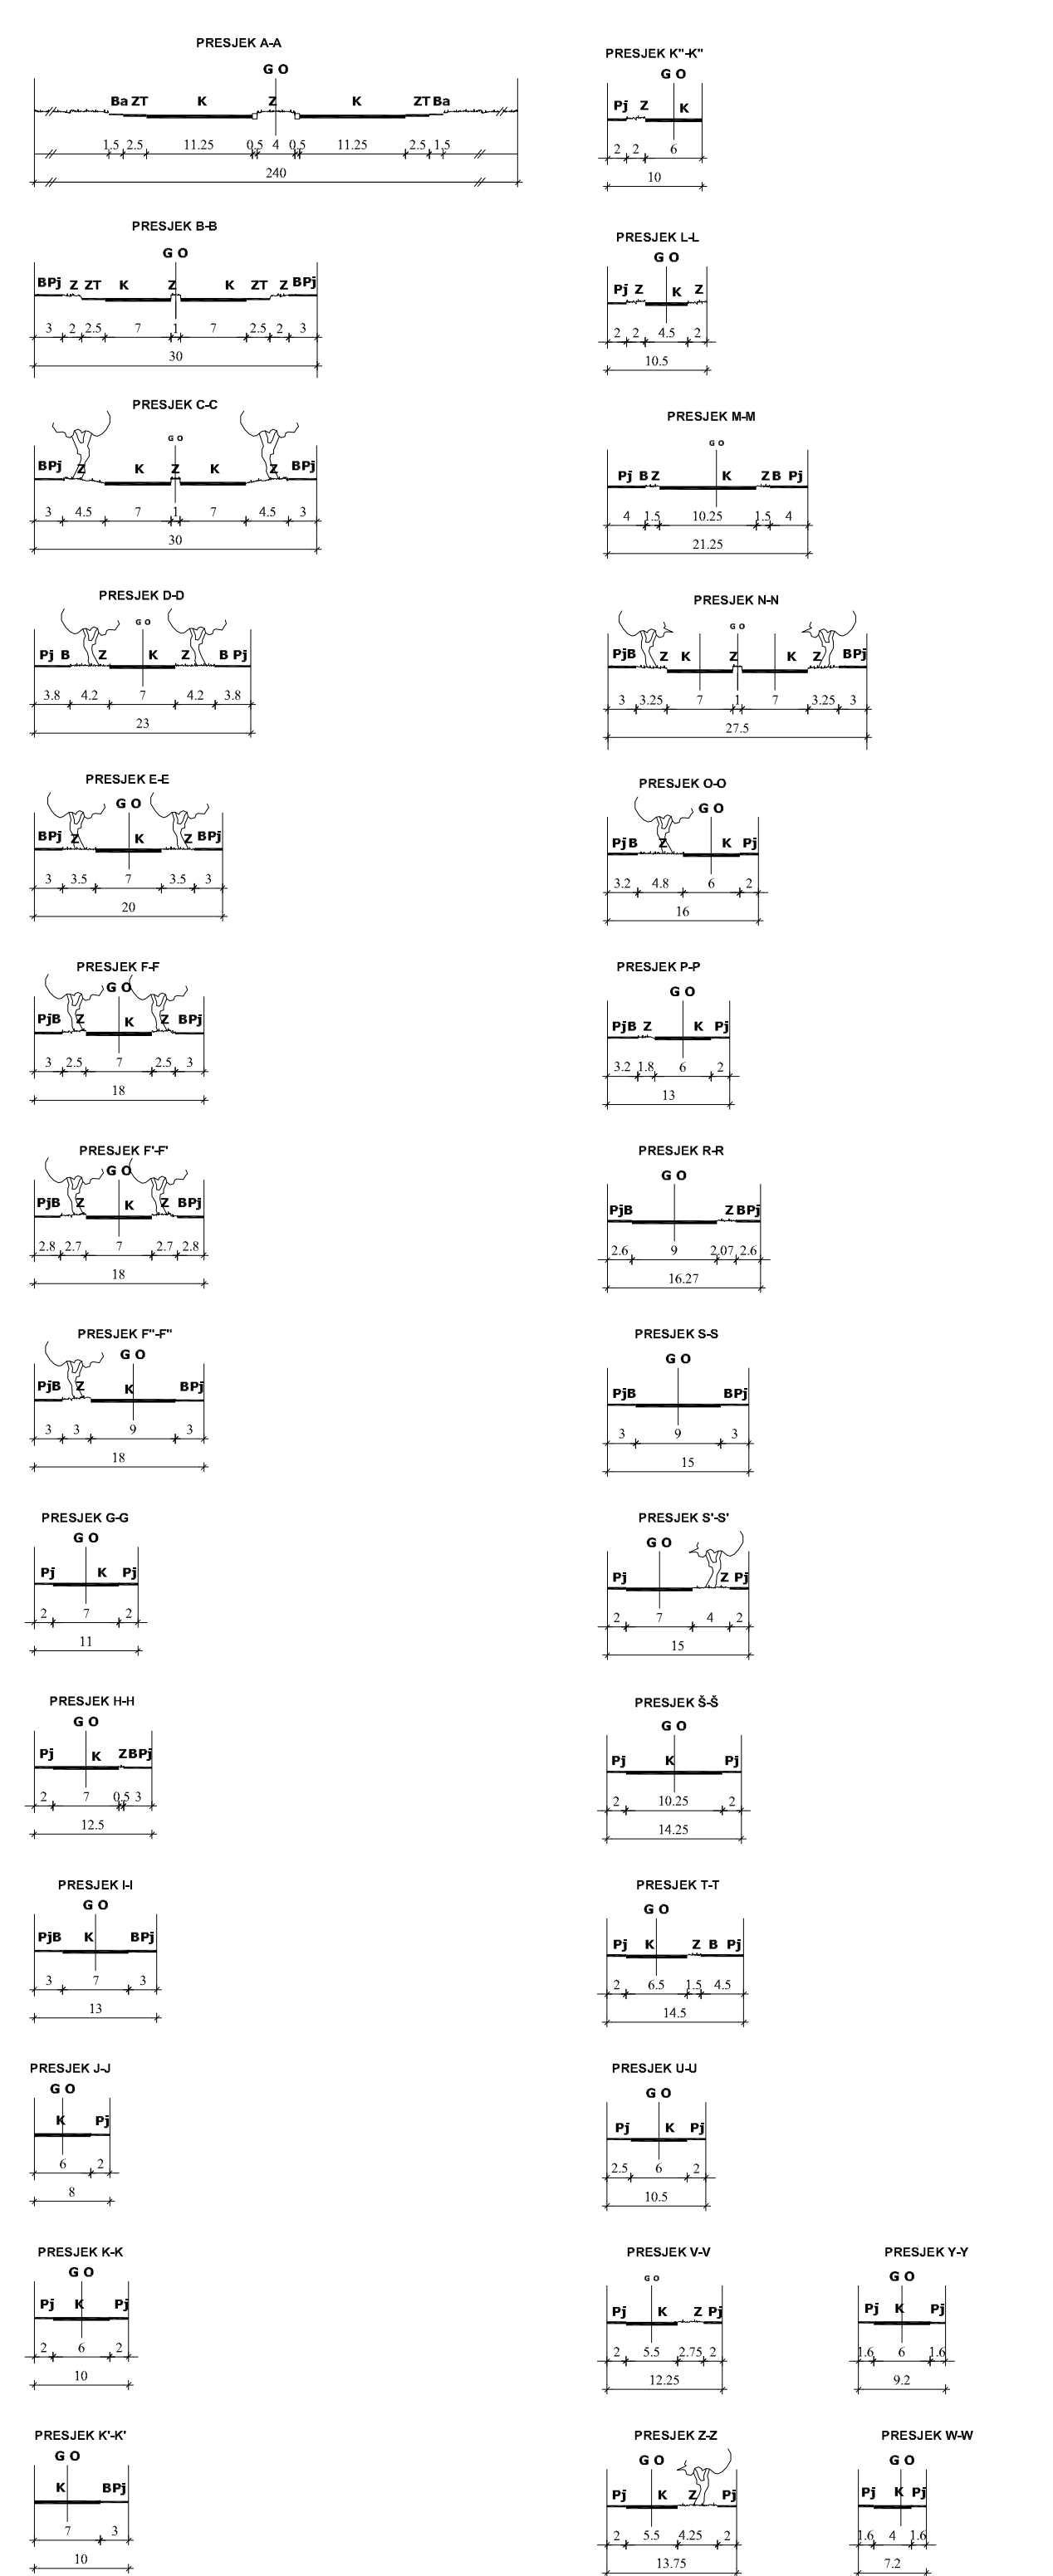 PRESJEK A-A
G O
Ba ZT K Z K ZT Ba
1.5 2.5 11.25 0.5 4 0.5 11.25 2.5 1.5
240
PRESJEK B-B
G O
BPj Z ZT K Z K ZT Z BPj
3 2 2.5 7 1 7 2.5 2 3
30
PRESJEK C-C
G O
BPj Z K Z K Z BPj
3 4.5 7 1 7 4.5 3
30
PRESJEK D-D
G O
Pj B Z K Z B Pj
3.8 4.2 7 4.2 3.8
23
PRESJEK E-E
G O
BPj Z K Z BPj
3 3.5 7 3.5 3
20
PRESJEK F-F
G O
PjB Z K Z BPj
3 2.5 7 2.5 3
18
PRESJEK F'-F'
G O
PjB Z K Z BPj
2.8 2.7 7 2.7 2.8
18
PRESJEK F"-F"
G O
PjB Z K BPj
3 3 9 3
18
PRESJEK G-G
G O
Pj K Pj
2 7 2
11
PRESJEK H-H
G O
Pj K ZBPj
2 7 0.5 3
12.5
PRESJEK I-I
G O
PjB K BPj
3 7 3
13
PRESJEK J-J
G O
K Pj
6 2
8
PRESJEK K-K
G O
Pj K Pj
2 6 2
10
PRESJEK K'-K'
G O
K BPj
7 3
10
PRESJEK K"-K"
G O
Pj Z K
2 2 6
10
PRESJEK L-L
G O
Pj Z K Z
2 2 4.5 2
10.5
PRESJEK M-M
G O
Pj B Z K Z B Pj
4 1.5 10.25 1.5 4
21.25
PRESJEK N-N
G O
PjB Z K Z K Z BPj
3 3.25 7 1 7 3.25 3
27.5
PRESJEK O-O
G O
PjB Z K Pj
3.2 4.8 6 2
16
PRESJEK P-P
G O
PjB Z K Pj
3.2 1.8 6 2
13
PRESJEK R-R
G O
PjB Z BPj
2.6 9 2.07 2.6
16.27
PRESJEK S-S
G O
PjB BPj
3 9 3
15
PRESJEK S'-S'
G O
Pj Z Pj
2 7 4 2
15
PRESJEK Š-Š
G O
Pj K Pj
2 10.25 2
14.25
PRESJEK T-T
G O
Pj K Z B Pj
2 6.5 1.5 4.5
14.5
PRESJEK U-U
G O
Pj K Pj
2.5 6 2
10.5
PRESJEK V-V
G O
Pj K Z Pj
2 5.5 2.75 2
12.25
PRESJEK Z-Z
G O
Pj K Z Pj
2 5.5 4.25 2
13.75
PRESJEK Y-Y
G O
Pj K Pj
1.6 6 1.6
9.2
PRESJEK W-W
G O
Pj K Pj
1.6 4 1.6
7.2